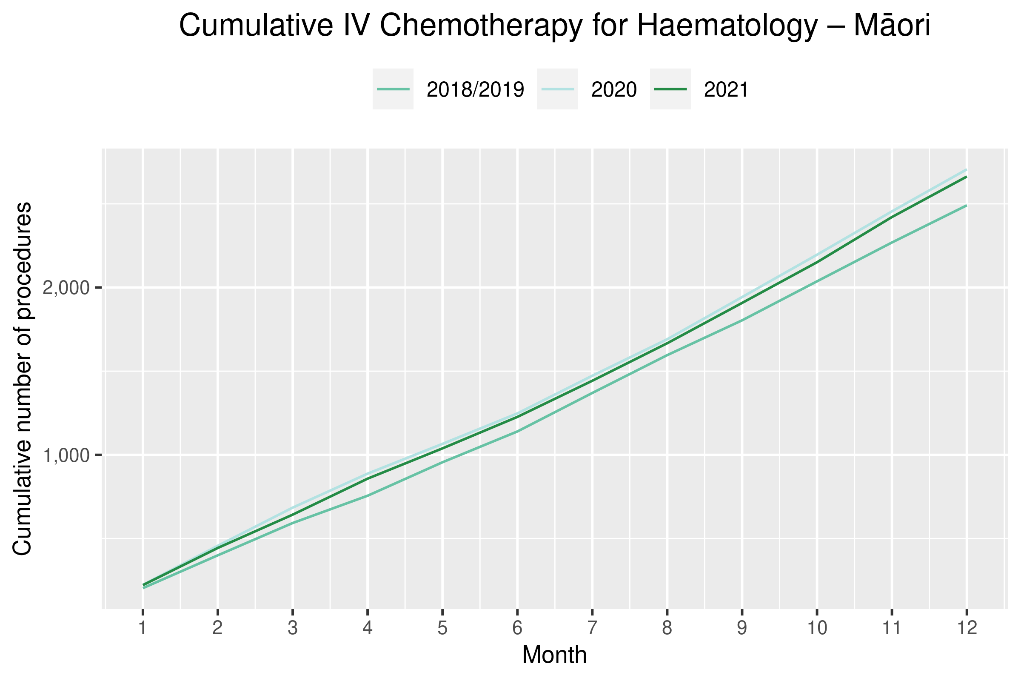 Cumulative IV Chemotherapy for Haematology – Māori
2018/2019 2020 2021
Cumulative number of procedures
2,000
1,000
1 2 3 4 5 6 7 8 9 10 11 12
Month